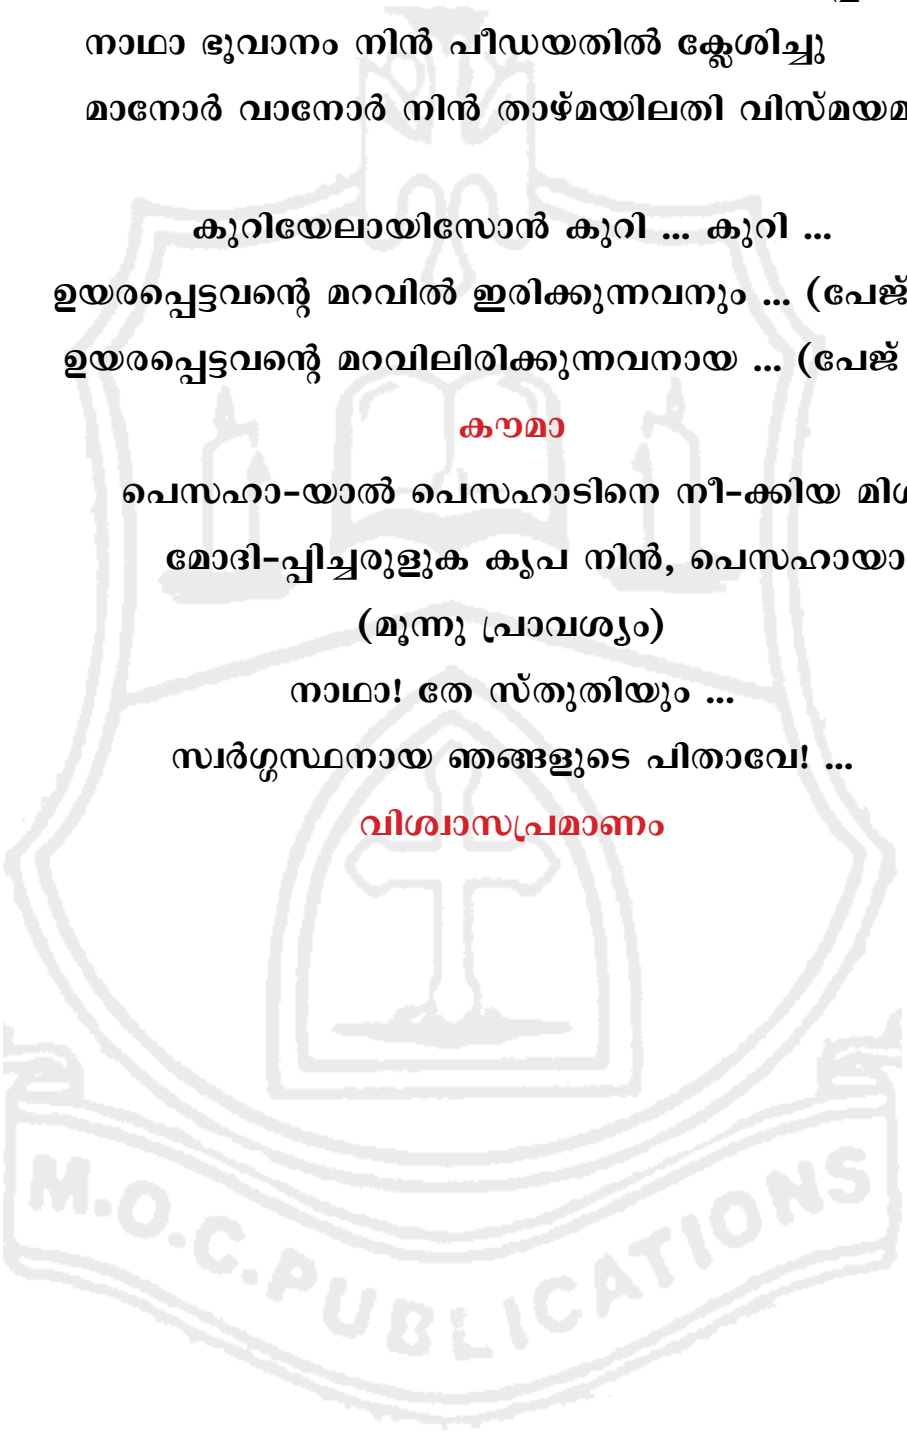 നാഥാ ഭൂവാനം നിൻ പീഡയതിൽ ക്ലേശിച്ചു
മാനോർ വാനോർ നിൻ താഴ്മയിലതി വിസ്മയമ
കുറിയേലായിസോൻ കുറി ... കുറി ...
ഉയരപ്പെട്ടവന്റെ മറവിൽ ഇരിക്കുന്നവനും ... (പേജ്
ഉയരപ്പെട്ടവന്റെ മറവിലിരിക്കുന്നവനായ ... (പേജ്
കൗമാ
പെസഹാ-യാൽ പെസഹാടിനെ നീ-ക്കിയ
മോദി-പ്പിച്ചരുളുക കൃപ നിൻ, പെസഹായാ
(മൂന്നു പ്രാവശ്യം)
നാഥാ! തേ സ്തുതിയും ...
സ്വർഗ്ഗസ്ഥനായ ഞങ്ങളുടെ പിതാവേ! ...
വിശ്വാസപ്രമാണം
M.O.C.PUBLICATIONS